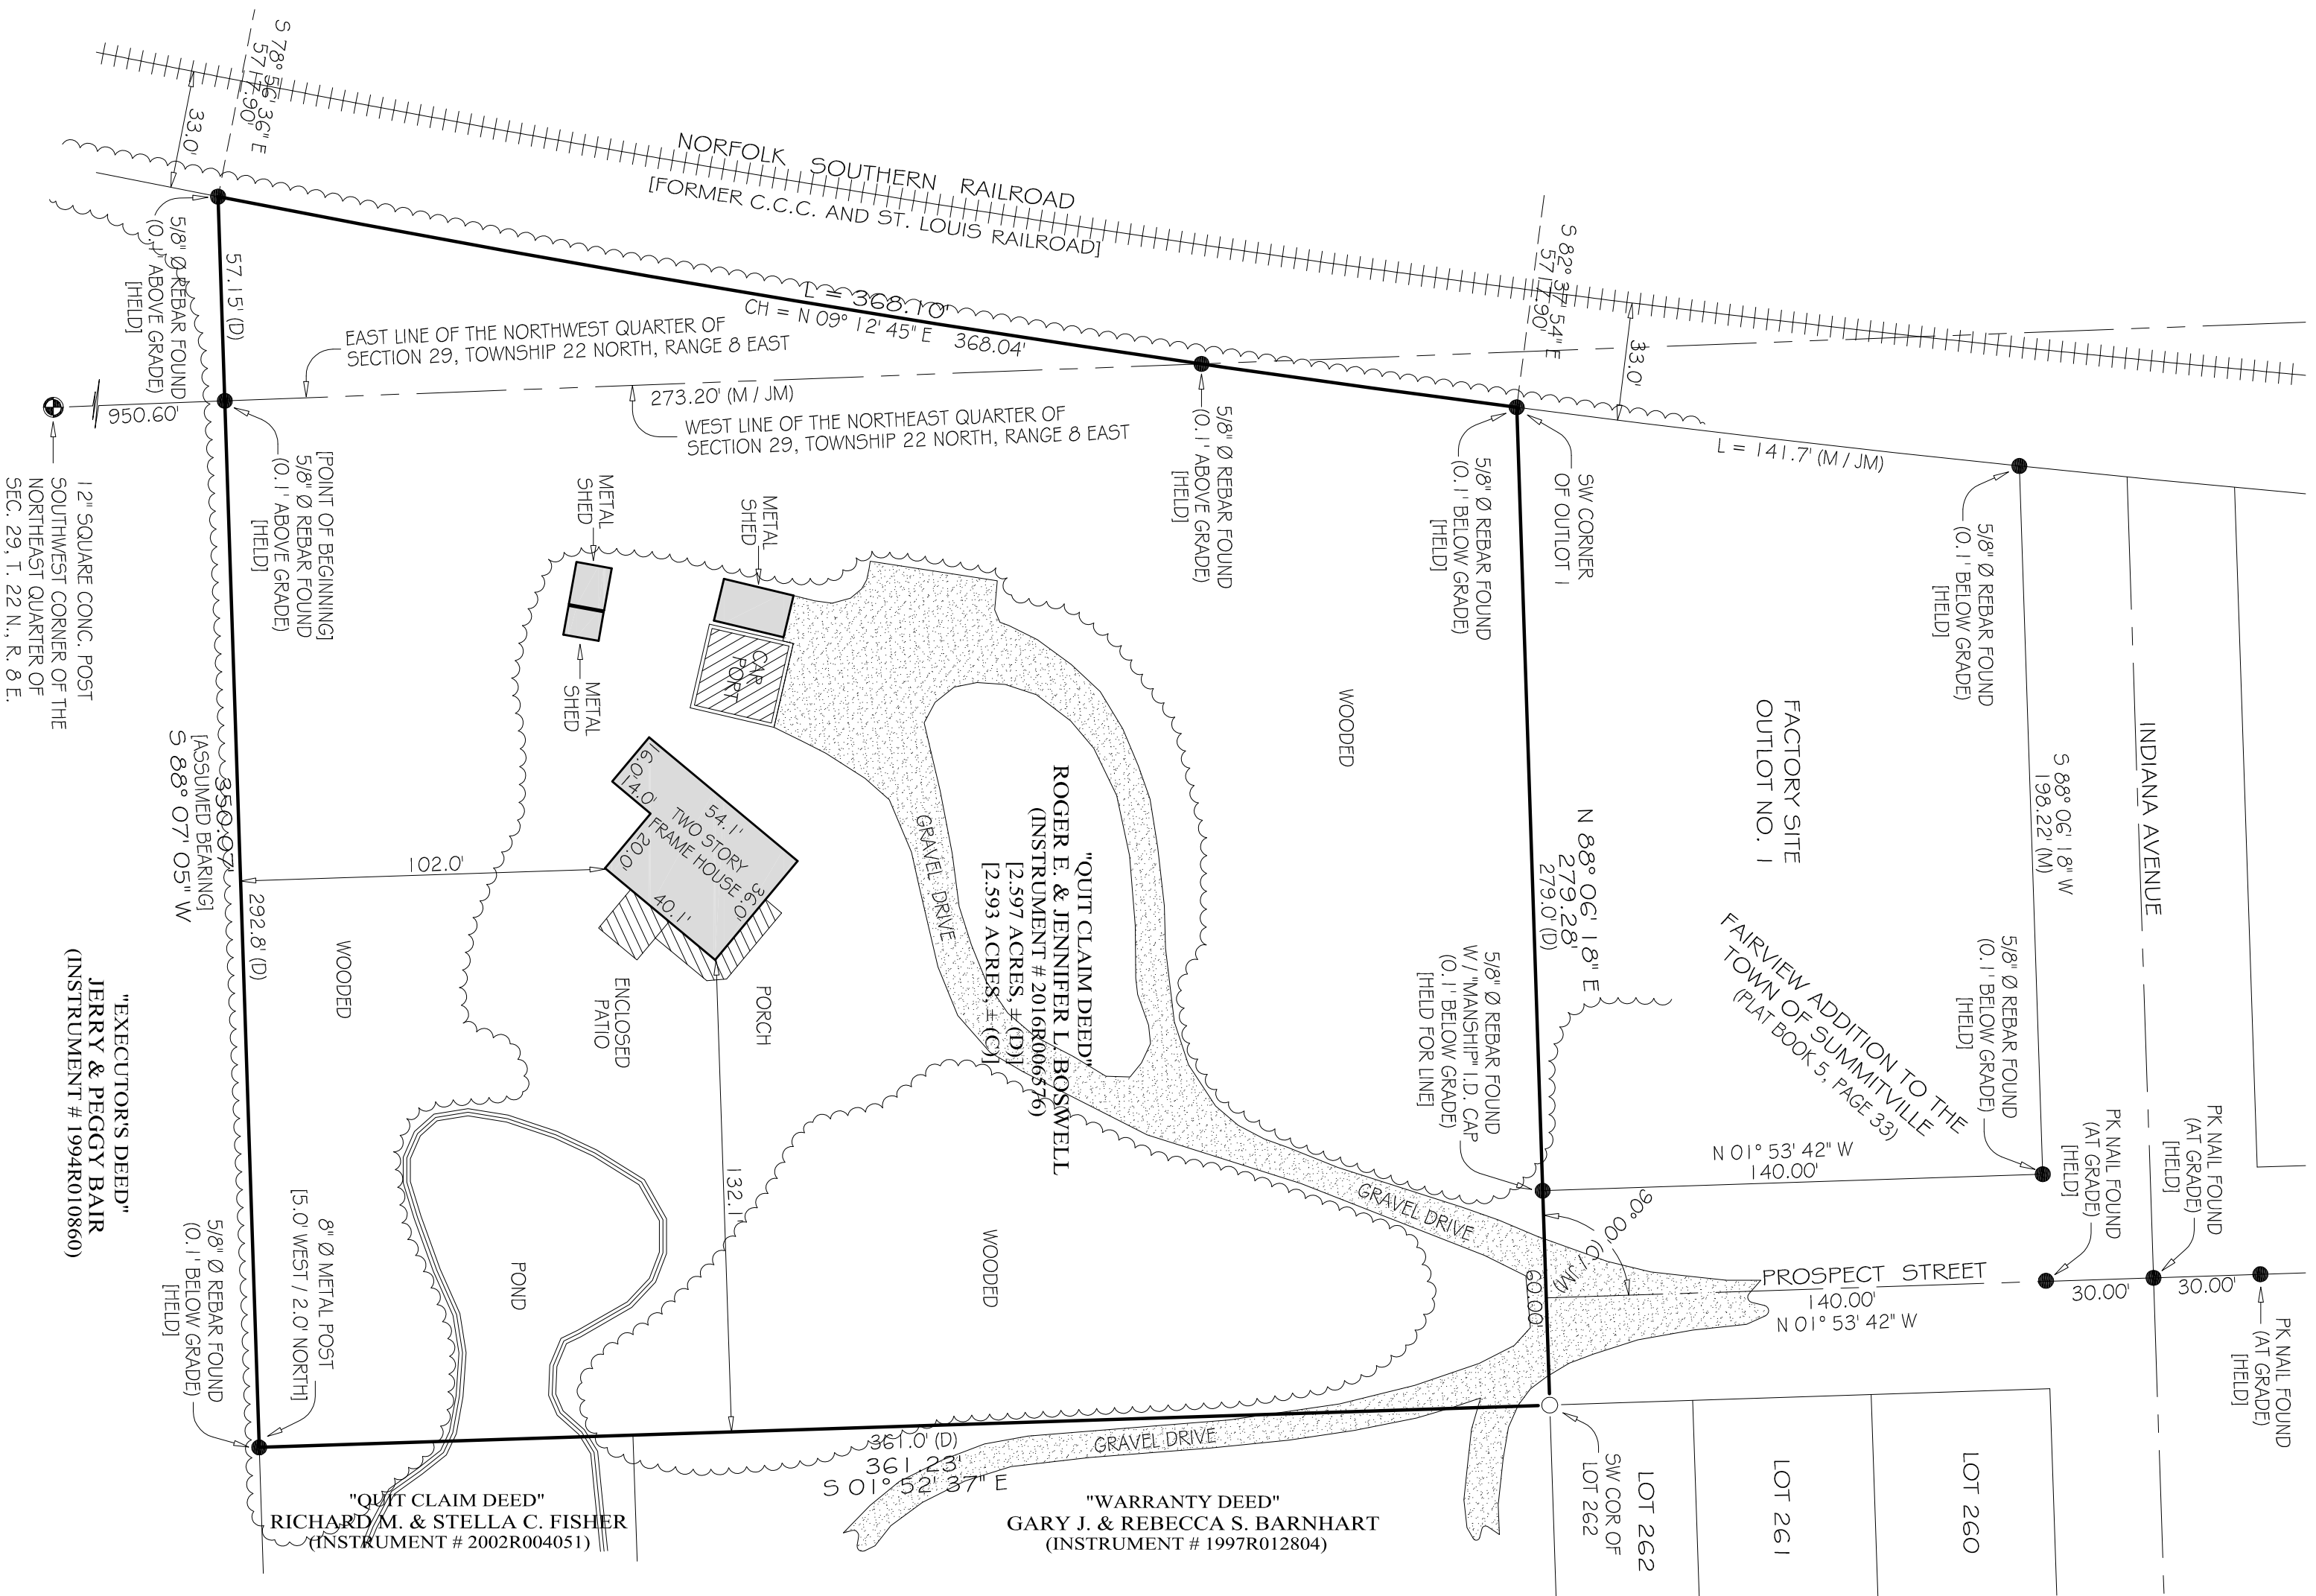 S 78° 56' 36" E
5717.90'
33.0'
NORFOLK SOUTHERN RAILROAD
[FORMER C.C.C. AND ST. LOUIS RAILROAD]
S 82° 37' 54" E
5717.90'
33.0'
5/8" Ø REBAR FOUND
(0.1' ABOVE GRADE)
[HELD]
57.15' (D)
L = 368.10'
CH = N 09° 12' 45" E 368.04'
EAST LINE OF THE NORTHWEST QUARTER OF
SECTION 29, TOWNSHIP 22 NORTH, RANGE 8 EAST
273.20' (M / JM)
WEST LINE OF THE NORTHEAST QUARTER OF
SECTION 29, TOWNSHIP 22 NORTH, RANGE 8 EAST
950.60'
12" SQUARE CONC. POST
SOUTHWEST CORNER OF THE
NORTHEAST QUARTER OF
SEC. 29, T. 22 N., R. 8 E.
[POINT OF BEGINNING]
5/8" Ø REBAR FOUND
(0.1' ABOVE GRADE)
[HELD]
5/8" Ø REBAR FOUND
(0.1' ABOVE GRADE)
[HELD]
5/8" Ø REBAR FOUND
(0.1' BELOW GRADE)
[HELD]
SW CORNER
OF OUTLOT 1
L = 141.7' (M / JM)
5/8" Ø REBAR FOUND
(0.1' BELOW GRADE)
[HELD]
S 88° 06' 18" W
198.22' (M)
INDIANA AVENUE
FACTORY SITE
OUTLOT NO. 1
FAIRVIEW ADDITION TO THE
TOWN OF SUMMITVILLE
(PLAT BOOK 5, PAGE 33)
N 88° 06' 18" E
279.28'
279.0' (D)
METAL
SHED
METAL
SHED
METAL
SHED
CAR
PORT
WOODED
16.0'
14.0'
54.1'
TWO STORY
FRAME HOUSE
20.0'
36.0'
40.1'
102.0'
GRAVEL DRIVE
"QUIT CLAIM DEED"
ROGER E. & JENNIFER L. BOSWELL
(INSTRUMENT # 2016R006576)
[2.597 ACRES, ± (D)]
[2.593 ACRES, ± (C)]
350.07'
[ASSUMED BEARING]
S 88° 07' 05" W
292.8' (D)
WOODED
ENCLOSED
PATIO
PORCH
132.1'
5/8" Ø REBAR FOUND
W / "MANSHIP" I.D. CAP
(0.1' BELOW GRADE)
[HELD FOR LINE]
5/8" Ø REBAR FOUND
(0.1' BELOW GRADE)
[HELD]
PK NAIL FOUND
(AT GRADE)
[HELD]
PK NAIL FOUND
(AT GRADE)
[HELD]
PK NAIL FOUND
(AT GRADE)
[HELD]
N 01° 53' 42" W
140.00'
GRAVEL DRIVE
60.00'
PROSPECT STREET
140.00'
N 01° 53' 42" W
30.00'
30.00'
"EXECUTOR'S DEED"
JERRY & PEGGY BAIR
(INSTRUMENT # 1994R010860)
8" Ø METAL POST
[5.0' WEST / 2.0' NORTH]
5/8" Ø REBAR FOUND
(0.1' BELOW GRADE)
[HELD]
POND
WOODED
361.0' (D)
361.23'
S 01° 52' 37" E
GRAVEL DRIVE
SW COR OF
LOT 262
LOT 262
LOT 261
LOT 260
"QUIT CLAIM DEED"
RICHARD M. & STELLA C. FISHER
(INSTRUMENT # 2002R004051)
"WARRANTY DEED"
GARY J. & REBECCA S. BARNHART
(INSTRUMENT # 1997R012804)